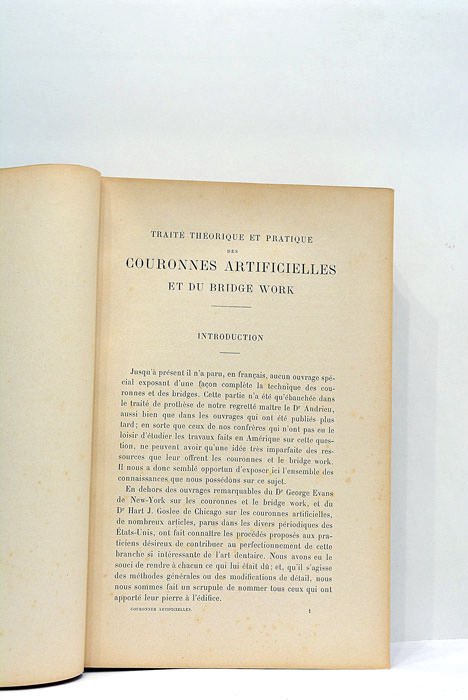 TRAITÉ THÉORIQUE ET PRATIQUE
DES
COURONNES ARTIFICIELLES
ET DU BRIDGE WORK
INTRODUCTION
Jusqu'à présent il n'a paru, en français, aucun ouvrage spé-
cial exposant d'une façon complète la technique des cou-
ronnes et des bridges. Cette partie n'a été qu'ébauchée dans
le traité de prothèse de notre regretté maître le Dr Andrieu,
aussi bien que dans les ouvrages qui ont été publiés plus
tard; en sorte que ceux de nos confrères qui n'ont pas eu le
loisir d'étudier les travaux faits en Amérique sur cette ques-
tion, ne peuvent avoir qu'une idée très imparfaite des res-
sources que leur offrent les couronnes et le bridge work.
Il nous a donc semblé opportun d'exposer ici l'ensemble des
connaissances que nous possédons sur ce sujet.
En dehors des ouvrages remarquables du Dr George Evans
de New-York sur les couronnes et le bridge work, et du
Dr Hart J. Goslee de Chicago sur les couronnes artificielles,
de nombreux articles, parus dans les divers périodiques des
États-Unis, ont fait connaître les procédés proposés aux pra-
ticiens désireux de contribuer au perfectionnement de cette
branche si intéressante de l'art dentaire. Nous avons eu le
souci de rendre à chacun ce qui lui était dû; et, qu'il s'agisse
des méthodes générales ou des modifications de détail, nous
nous sommes fait un scrupule de nommer tous ceux qui ont
apporté leur pierre à l'édifice.
COURONNES ARTIFICIELLES. 1